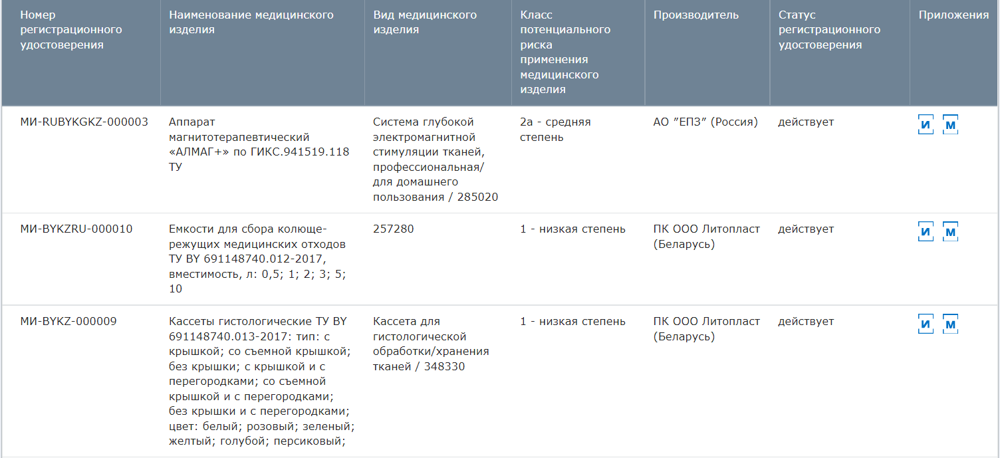 Номер
регистрационного
удостоверения
Наименование медицинского
изделия
Вид медицинского
изделия
Класс
потенциального
риска
применения
медицинского
изделия
Производитель
Статус
регистрационного
удостоверения
Приложения
МИ-RUBYKGKZ-000003
Аппарат
магнитотерапевтический
«АЛМАГ+» по ГИКС.941519.118
ТУ
Система глубокой
электромагнитной
стимуляции тканей,
профессиональная/
для домашнего
пользования / 285020
2а - средняя
степень
АО ”ЕПЗ” (Россия)
действует
И М
МИ-BYKZRU-000010
Емкости для сбора колюще-
режущих медицинских отходов
ТУ BY 691148740.012-2017,
вместимость, л: 0,5; 1; 2; 3; 5;
10
257280
1 - низкая степень
ПК ООО Литопласт
(Беларусь)
действует
И М
МИ-BYKZ-000009
Кассеты гистологические ТУ BY
691148740.013-2017: тип: с
крышкой; со съемной крышкой;
без крышки; с крышкой и с
перегородками; со съемной
крышкой и с перегородками;
без крышки и с перегородками;
цвет: белый; розовый; зеленый;
желтый; голубой; персиковый;
Кассета для
гистологической
обработки/хранения
тканей / 348330
1 - низкая степень
ПК ООО Литопласт
(Беларусь)
действует
И М